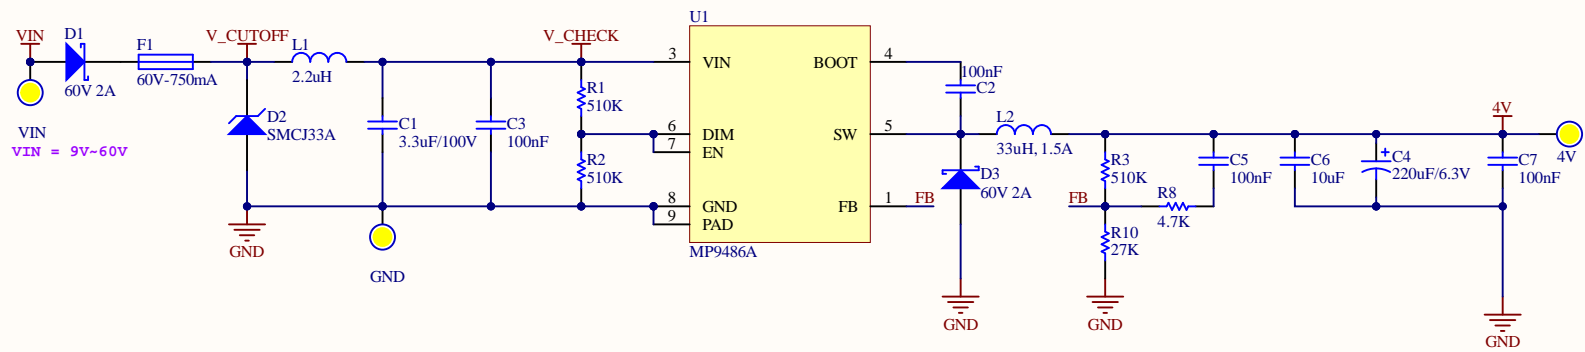 VIN
D1
60V 2A
F1
60V-750mA
V_CUTOFF
L1
2.2uH
V_CHECK
U1
3
VIN
BOOT
4
100nF
C2
VIN
VIN = 9V~60V
D2
SMCJ33A
C1
3.3uF/100V
C3
100nF
R1
510K
R2
510K
6
DIM
7
EN
SW
5
L2
33uH, 1.5A
4V
4V
8
GND
9
PAD
FB
1
FB
MP9486A
D3
60V 2A
FB
R3
510K
R8
4.7K
R10
27K
C5
100nF
C6
10uF
+
C4
220uF/6.3V
C7
100nF
GND
GND
GND
GND
GND